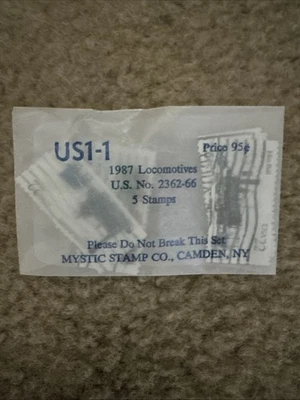 US1-1
Price 95¢
1987 Locomotives
U.S. No. 2362-66
5 Stamps
Please Do Not Break This Set
MYSTIC STAMP CO., CAMDEN, NY